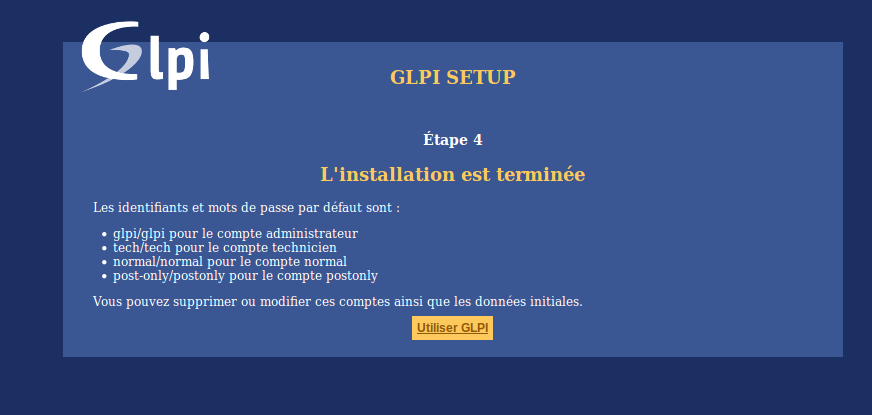 Glpi
GLPI SETUP
Étape 4
L'installation est terminée
Les identifiants et mots de passe par défaut sont :
glpi/glpi pour le compte administrateur
tech/tech pour le compte technicien
normal/normal pour le compte normal
post-only/postonly pour le compte postonly
Vous pouvez supprimer ou modifier ces comptes ainsi que les données initiales.
Utiliser GLPI